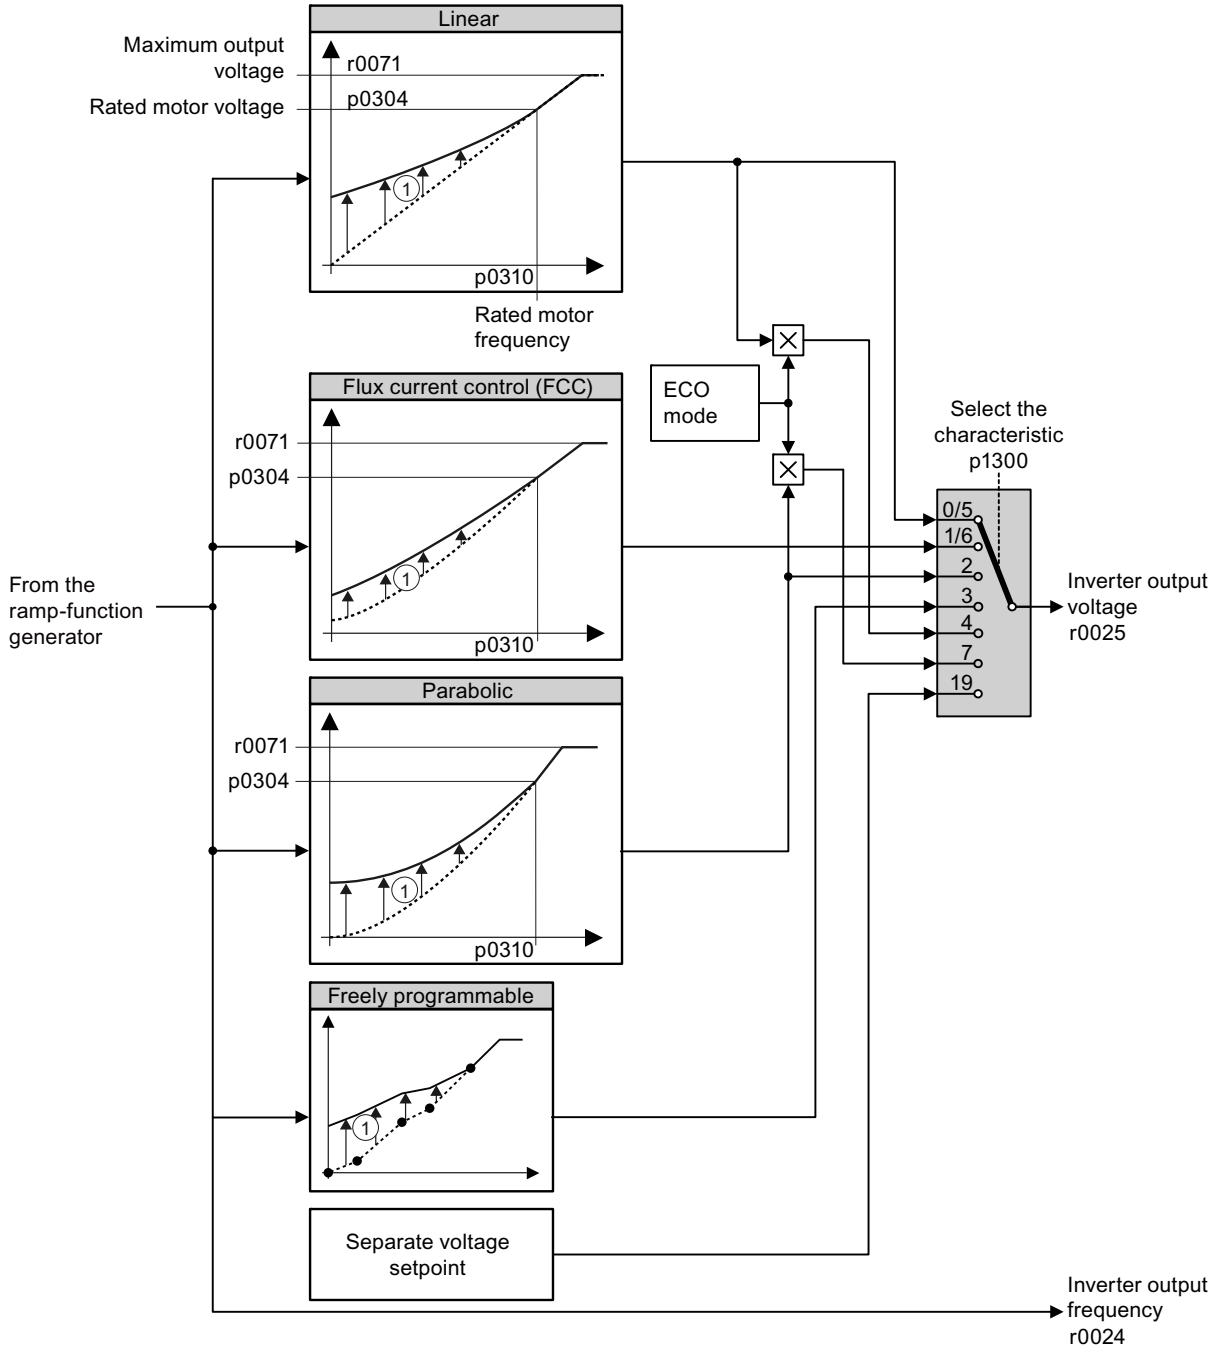 Linear
Maximum output
voltage
r0071
Rated motor voltage
p0304
1
p0310
Rated motor
frequency
Flux current control (FCC)
r0071
p0304
1
p0310
ECO
mode
Select the
characteristic
p1300
0/5
1/6
2
3
4
7
19
Inverter output
voltage
r0025
From the
ramp-function
generator
Parabolic
r0071
p0304
1
p0310
Freely programmable
1
Separate voltage
setpoint
Inverter output
frequency
r0024